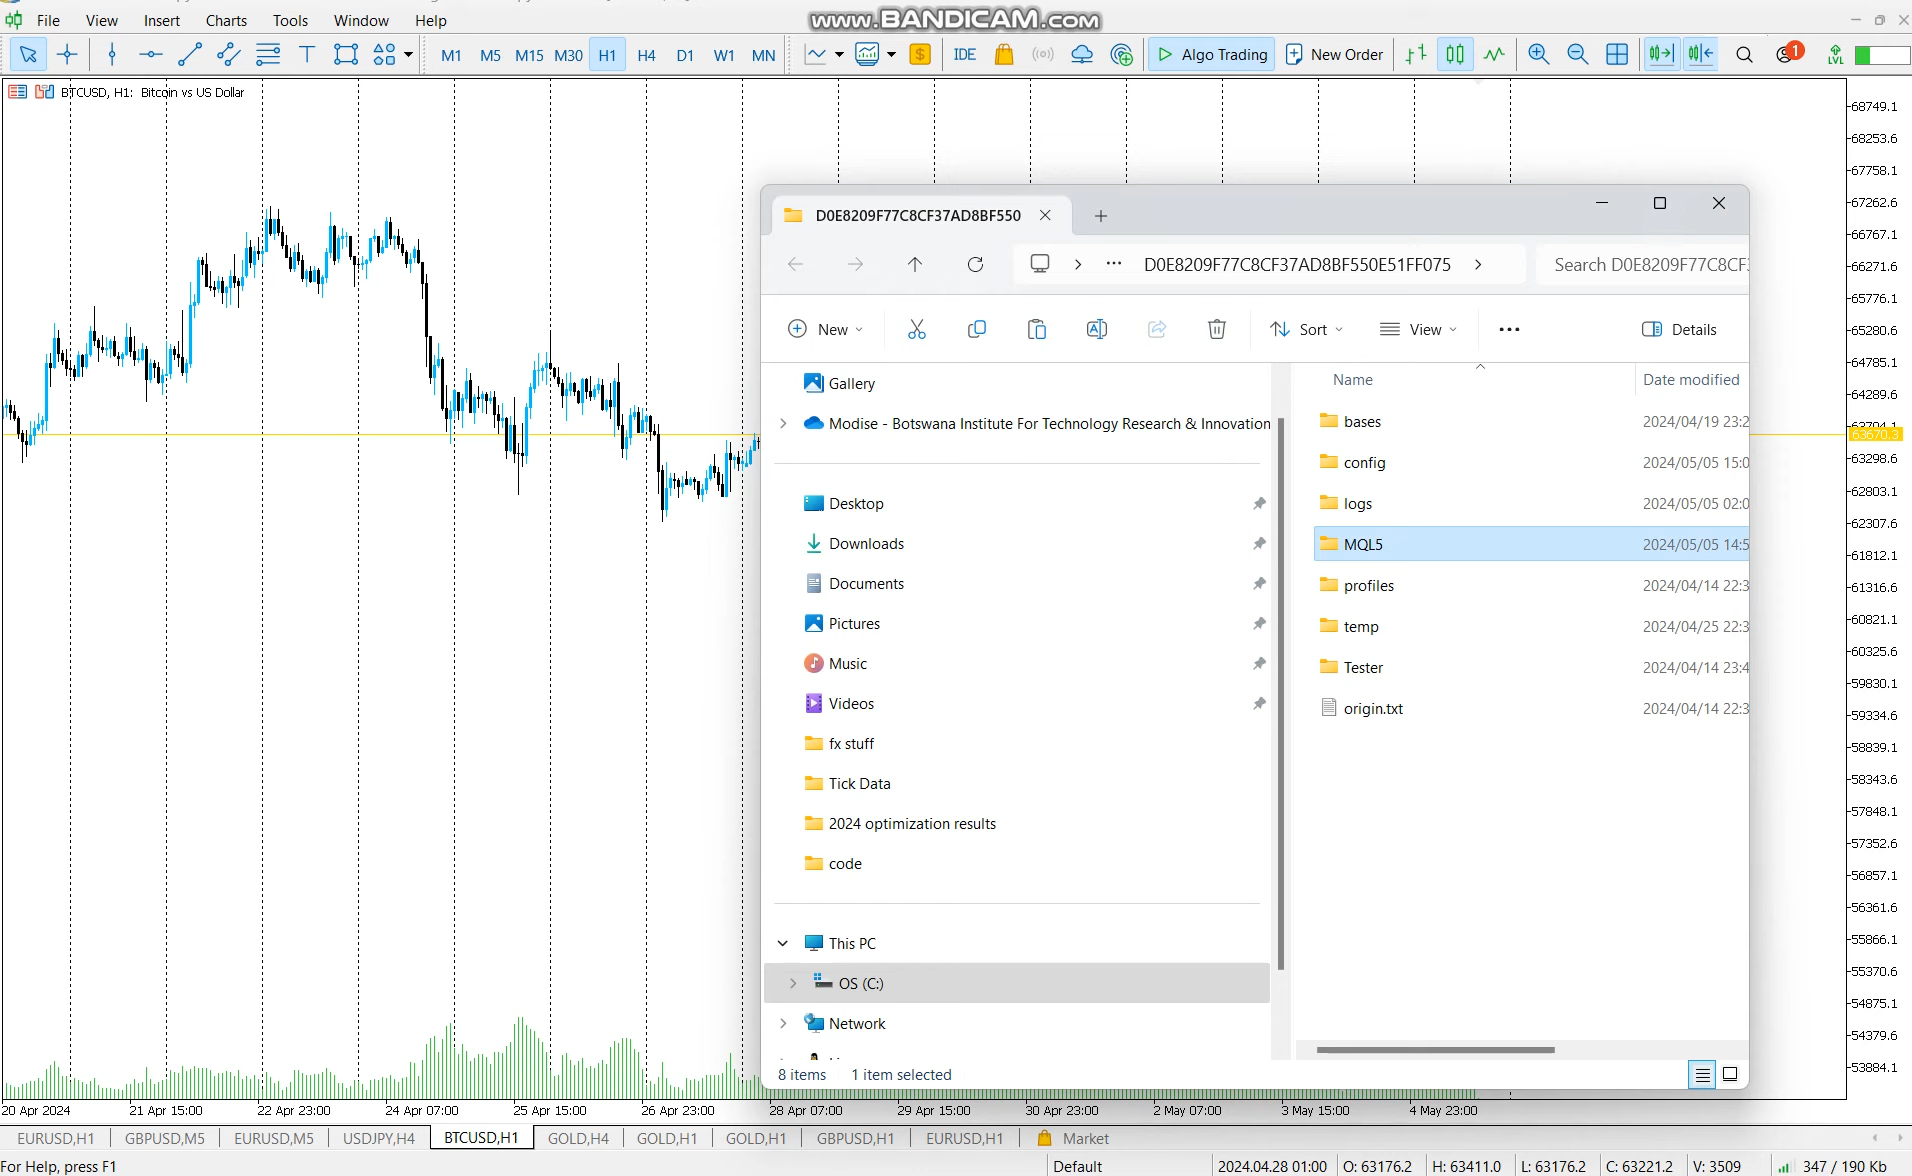 File View Insert Charts Tools Window Help
www.BANDICAM.com
M1 M5 M15 M30 H1 H4 D1 W1 MN
$ IDE Algo Trading New Order 1 LVL
BTCUSD, H1: Bitcoin vs US Dollar
68749.1
68253.6
67758.1
67262.6
66767.1
66271.6
65776.1
65280.6
64785.1
64289.6
63704.1
63670.3
63298.6
62803.1
62307.6
61812.1
61316.6
60821.1
60325.6
59830.1
59334.6
58839.1
58343.6
57848.1
57352.6
56857.1
56361.6
55866.1
55370.6
54875.1
54379.6
53884.1
D0E8209F77C8CF37AD8BF550
D0E8209F77C8CF37AD8BF550E51FF075
Search D0E8209F77C8CF
New Sort View Details
Gallery
Modise - Botswana Institute For Technology Research & Innovation
Desktop
Downloads
Documents
Pictures
Music
Videos
fx stuff
Tick Data
2024 optimization results
code
This PC
OS (C:)
Network
Name Date modified
bases 2024/04/19 23:2
config 2024/05/05 15:0
logs 2024/05/05 02:0
MQL5 2024/05/05 14:5
profiles 2024/04/14 22:3
temp 2024/04/25 22:3
Tester 2024/04/14 23:4
origin.txt 2024/04/14 22:3
8 items 1 item selected
20 Apr 2024 21 Apr 15:00 22 Apr 23:00 24 Apr 07:00 25 Apr 15:00 26 Apr 23:00 28 Apr 07:00 29 Apr 15:00 30 Apr 23:00 2 May 07:00 3 May 15:00 4 May 23:00
EURUSD,H1 GBPUSD,M5 EURUSD,M5 USDJPY,H4 BTCUSD,H1 GOLD,H4 GOLD,H1 GOLD,H1 GBPUSD,H1 EURUSD,H1 Market
For Help, press F1 Default 2024.04.28 01:00 O: 63176.2 H: 63411.0 L: 63176.2 C: 63221.2 V: 3509 347 / 190 Kb